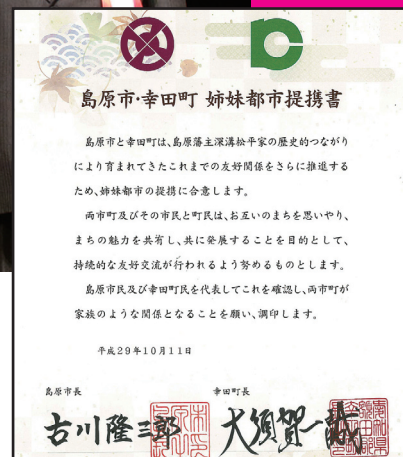 島原市・幸田町 姉妹都市提携書
島原市と幸田町は、島原藩主深溝松平家の歴史的つながり
により育まれてきたこれまでの友好関係をさらに推進する
ため、姉妹都市の提携に合意します。
両市町及びその市民と町民は、お互いのまちを思いやり、
まちの魅力を共有し、共に発展することを目的として、
持続的な友好交流が行われるよう努めるものとします。
島原市民及び幸田町民を代表してこれを確認し、両市町が
家族のような関係となることを願い、調印します。
平成29年10月11日
島原市長
古川隆三郎
幸田町長
大須賀一誠